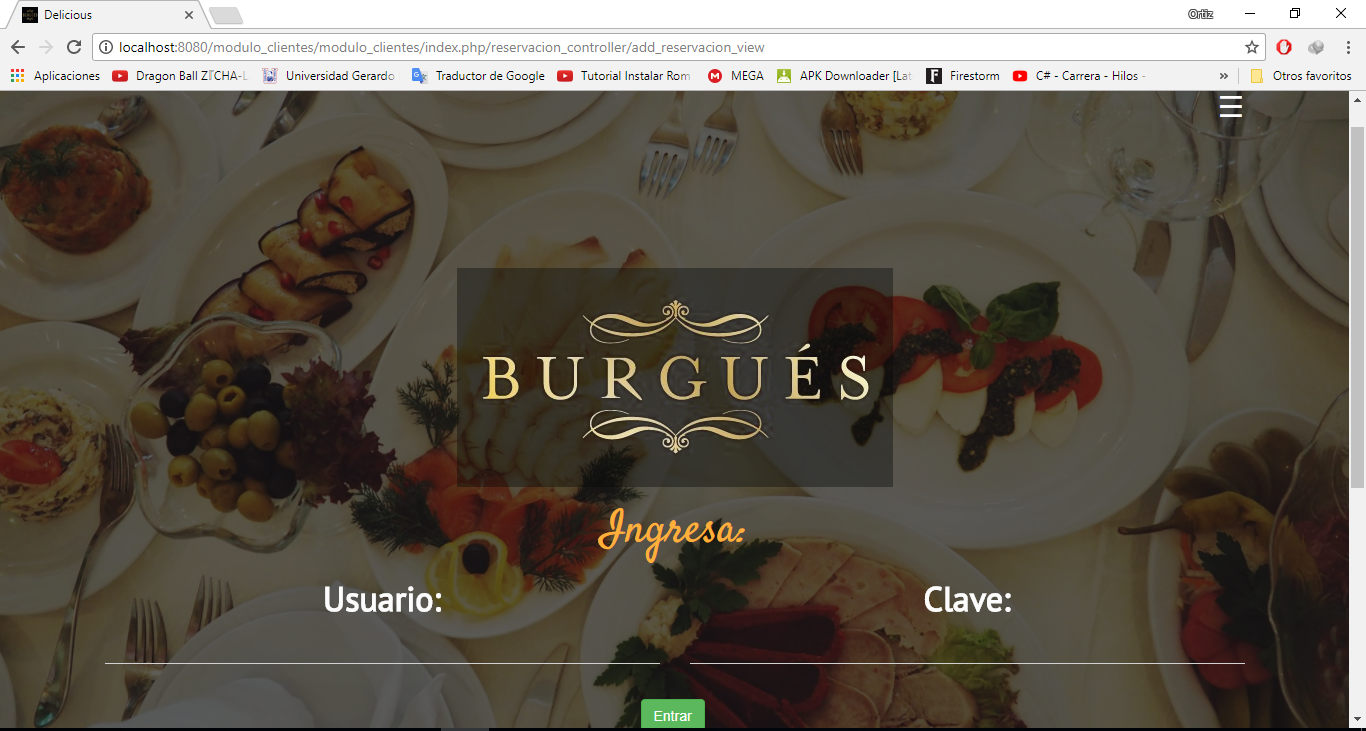 Delicious
Ortiz
localhost:8080/modulo_clientes/modulo_clientes/index.php/reservacion_controller/add_reservacion_view
Aplicaciones Dragon Ball Z Universidad Gerardo Traductor de Google Tutorial Instalar Rom MEGA APK Downloader [Lat Firestorm C# - Carrera - Hilos - » Otros favoritos
BURGUÉS
Ingresa:
Usuario: Clave:
Entrar